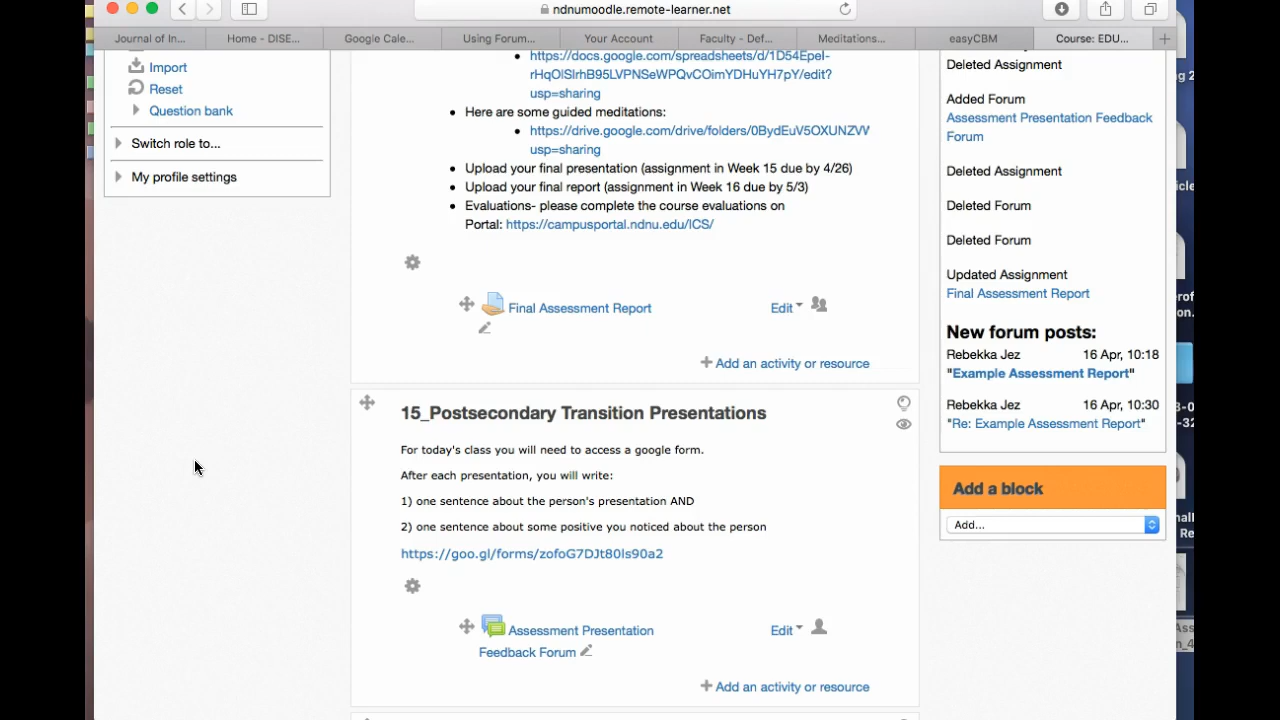 ndnumoodle.remote-learner.net
Journal of In...
Home - DISE...
Google Cale...
Using Forum...
Your Account
Faculty - Def...
Meditations...
easyCBM
Course: EDU...
Import
Reset
Question bank
Switch role to...
My profile settings
https://docs.google.com/spreadsheets/d/1D54EpeI-
rHqOlSlrhB95LVPNSeWPQvCOimYDHuYH7pY/edit?
usp=sharing
Here are some guided meditations:
https://drive.google.com/drive/folders/0BydEuV5OXUNZVV
usp=sharing
Upload your final presentation (assignment in Week 15 due by 4/26)
Upload your final report (assignment in Week 16 due by 5/3)
Evaluations- please complete the course evaluations on
Portal: https://campusportal.ndnu.edu/ICS/
Final Assessment Report
Edit
Add an activity or resource
15_Postsecondary Transition Presentations
For today's class you will need to access a google form.
After each presentation, you will write:
1) one sentence about the person's presentation AND
2) one sentence about some positive you noticed about the person
https://goo.gl/forms/zofoG7DJt80ls90a2
Assessment Presentation
Feedback Forum
Edit
Add an activity or resource
Deleted Assignment
Added Forum
Assessment Presentation Feedback
Forum
Deleted Assignment
Deleted Forum
Deleted Forum
Updated Assignment
Final Assessment Report
New forum posts:
Rebekka Jez 16 Apr, 10:18
"Example Assessment Report"
Rebekka Jez 16 Apr, 10:30
"Re: Example Assessment Report"
Add a block
Add...